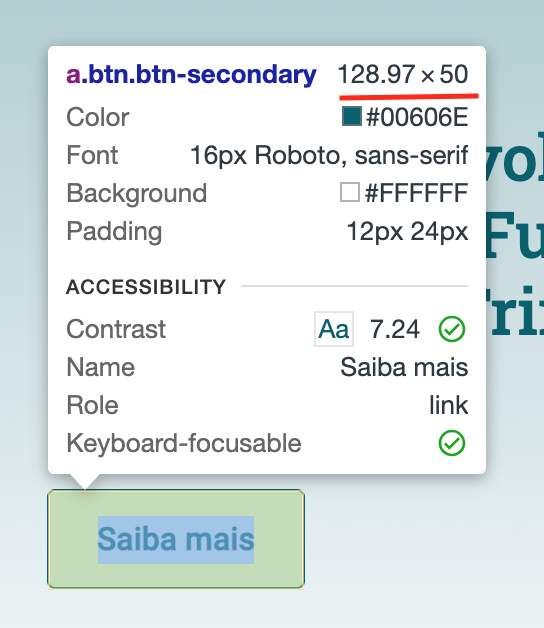 a.btn.btn-secondary 128.97 × 50
Color #00606E
Font 16px Roboto, sans-serif
Background #FFFFFF
Padding 12px 24px
ACCESSIBILITY
Contrast Aa 7.24
Name Saiba mais
Role link
Keyboard-focusable
Saiba mais